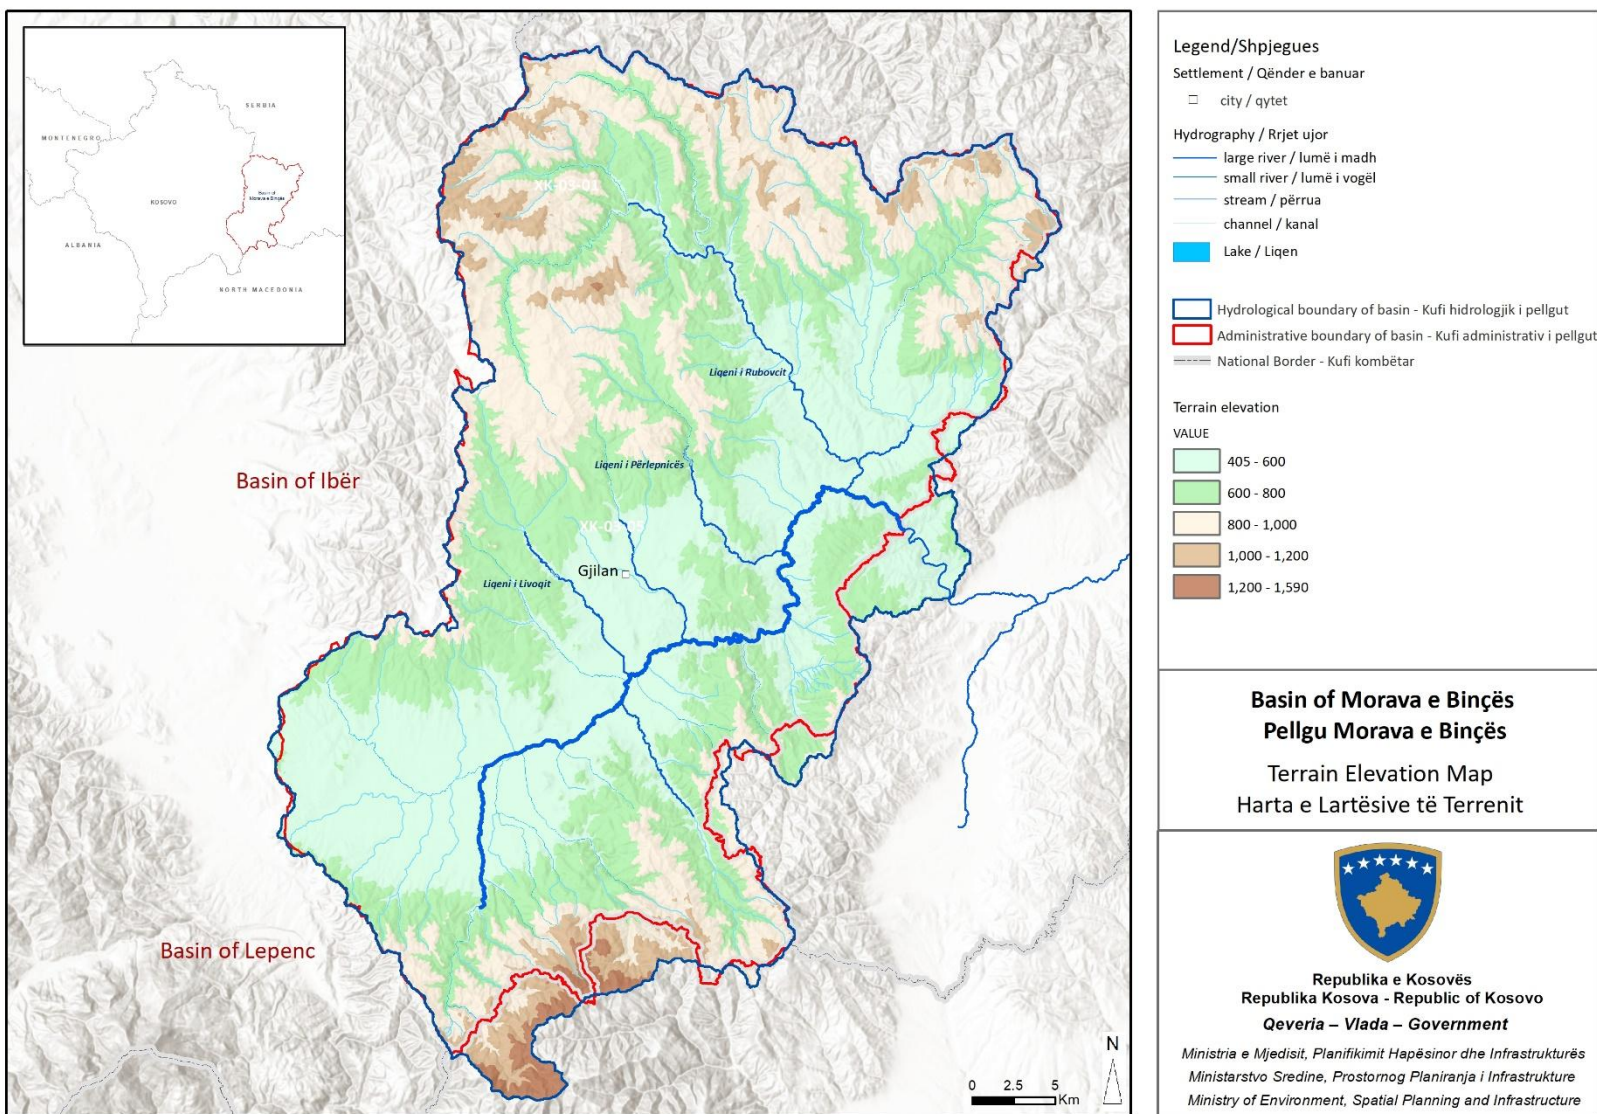 SERBIA
MONTENEGRO
Basin of
Morava e Binçës
KOSOVO
ALBANIA
NORTH MACEDONIA
XK-03-01
Liqeni i Rubovcit
Liqeni i Përlepnicës
Basin of Ibër
Gjilan
Liqeni i Livoqit
Basin of Lepenc
0 2.5 5
Km
N
Legend/Shpjegues
Settlement / Qënder e banuar
city / qytet
Hydrography / Rrjet ujor
large river / lumë i madh
small river / lumë i vogël
stream / përrua
channel / kanal
Lake / Liqen
Hydrological boundary of basin - Kufi hidrologjik i pellgut
Administrative boundary of basin - Kufi administrativ i pellgut
National Border - Kufi kombëtar
Terrain elevation
VALUE
405 - 600
600 - 800
800 - 1,000
1,000 - 1,200
1,200 - 1,590
Basin of Morava e Binçës
Pellgu Morava e Binçës
Terrain Elevation Map
Harta e Lartësive të Terrenit
Republika e Kosovës
Republika Kosova - Republic of Kosovo
Qeveria – Vlada – Government
Ministria e Mjedisit, Planifikimit Hapësinor dhe Infrastrukturës
Ministarstvo Sredine, Prostornog Planiranja i Infrastrukture
Ministry of Environment, Spatial Planning and Infrastructure